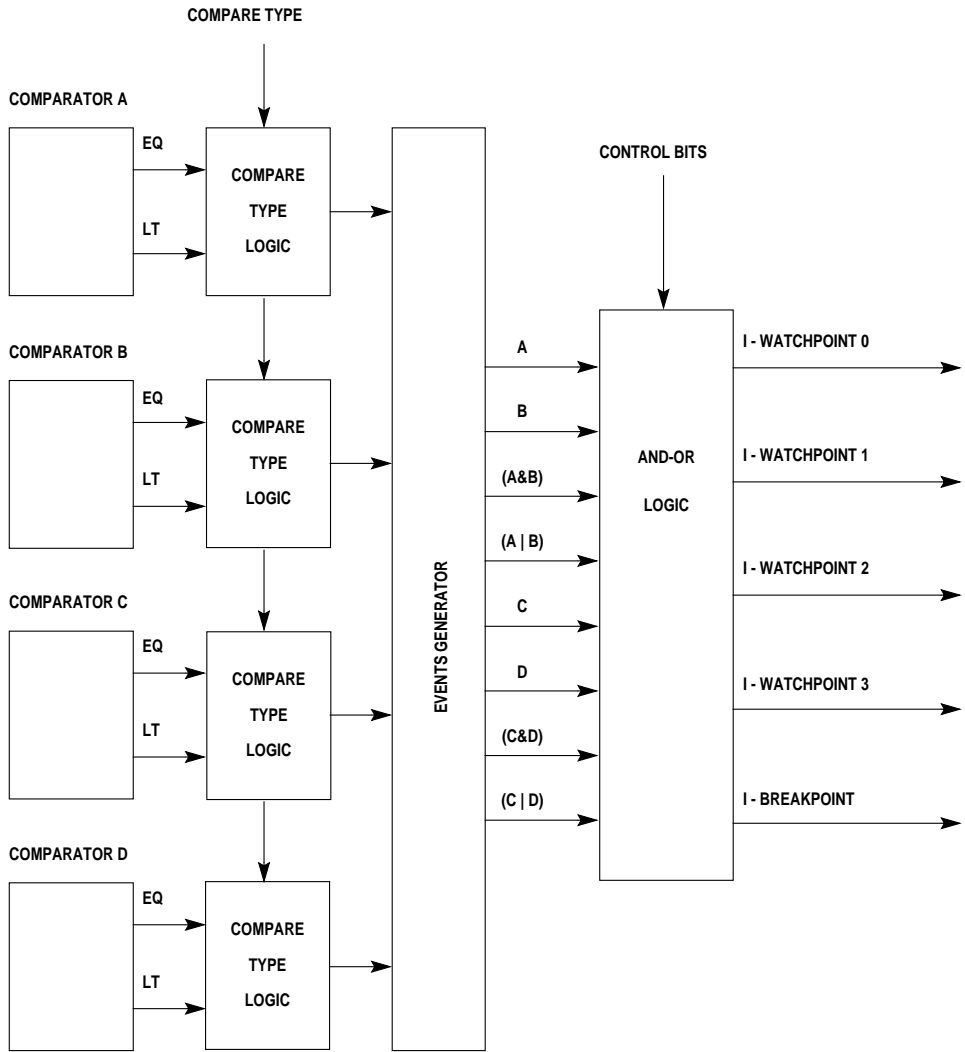 COMPARE TYPE
COMPARATOR A
EQ
LT
COMPARE
TYPE
LOGIC
COMPARATOR B
EQ
LT
COMPARE
TYPE
LOGIC
COMPARATOR C
EQ
LT
COMPARE
TYPE
LOGIC
COMPARATOR D
EQ
LT
COMPARE
TYPE
LOGIC
EVENTS GENERATOR
A
B
(A&B)
(A | B)
C
D
(C&D)
(C | D)
CONTROL BITS
AND-OR
LOGIC
I - WATCHPOINT 0
I - WATCHPOINT 1
I - WATCHPOINT 2
I - WATCHPOINT 3
I - BREAKPOINT